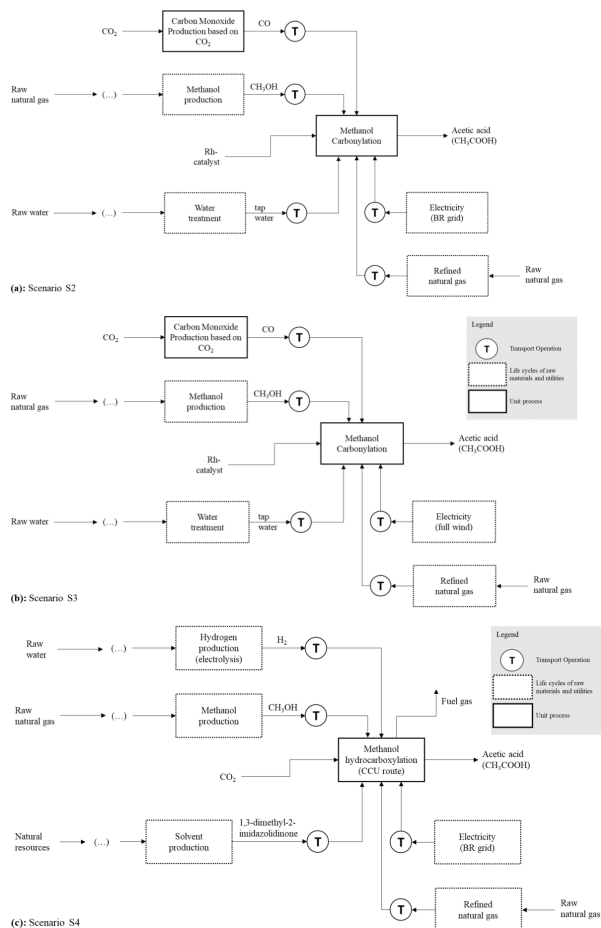 CO₂
Carbon Monoxide
Production based on
CO₂
CO
T
Raw
natural gas
(…)
Methanol
production
CH₃OH
T
Rh-
catalyst
Methanol
Carbonylation
Acetic acid
(CH₃COOH)
Raw water
(…)
Water
treatment
tap
water
T
T
Electricity
(BR grid)
T
Refined
natural gas
Raw
natural gas
(a): Scenario S2
CO₂
Carbon Monoxide
Production based on
CO₂
CO
T
Legend
T
Transport Operation
Life cycles of raw
materials and utilities
Unit process
Raw
natural gas
(…)
Methanol
production
CH₃OH
T
Rh-
catalyst
Methanol
Carbonylation
Acetic acid
(CH₃COOH)
Raw water
(…)
Water
treatment
tap
water
T
T
Electricity
(full wind)
T
Refined
natural gas
Raw
natural gas
(b): Scenario S3
Raw
water
(…)
Hydrogen
production
(electrolysis)
H₂
T
Legend
T
Transport Operation
Life cycles of raw
materials and utilities
Unit process
Raw
natural gas
(…)
Methanol
production
CH₃OH
T
Fuel gas
CO₂
Methanol
hydrocarboxylation
(CCU route)
Acetic acid
(CH₃COOH)
Natural
resources
(…)
Solvent
production
1,3-dimethyl-2-
imidazolidinone
T
T
Electricity
(BR grid)
T
Refined
natural gas
Raw
natural gas
(c): Scenario S4